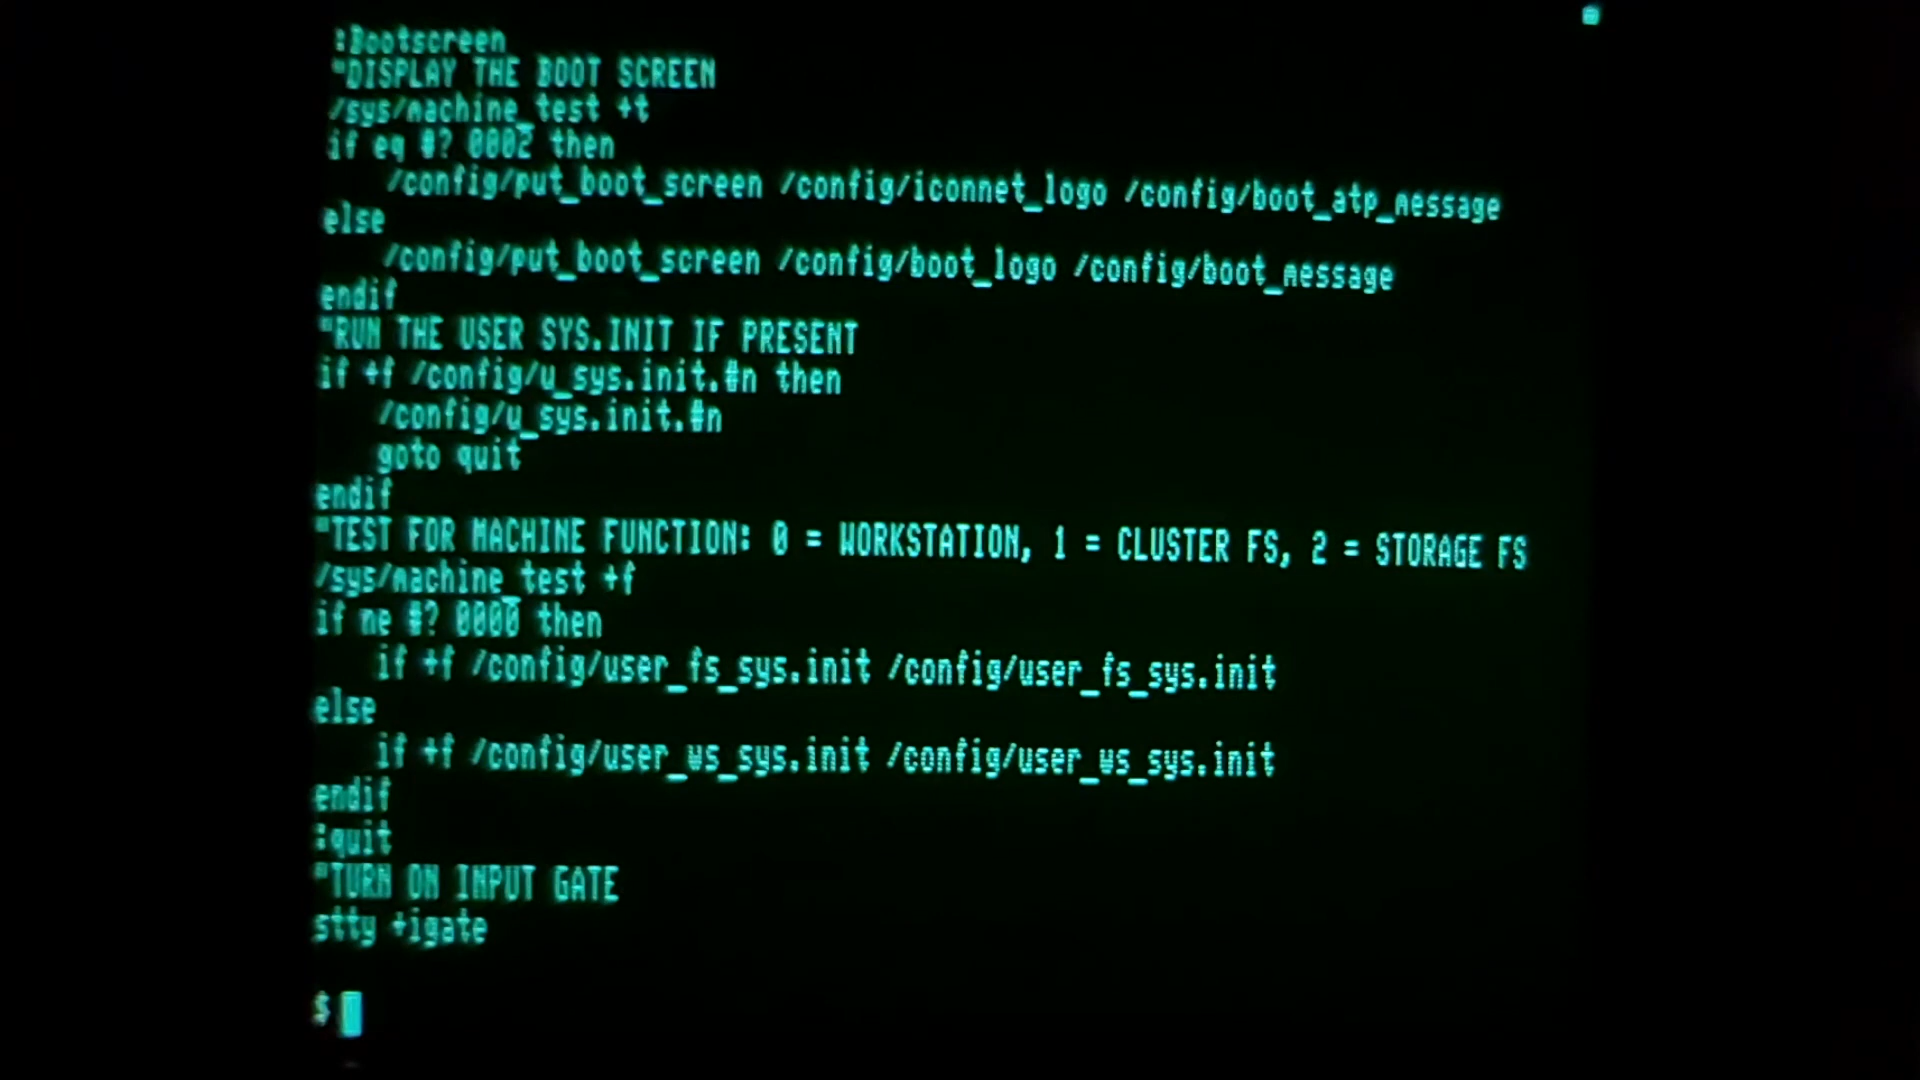 :Bootscreen
"DISPLAY THE BOOT SCREEN
/sys/machine_test +t
if eq #? 0002 then
    /config/put_boot_screen /config/iconnet_logo /config/boot_atp_message
else
    /config/put_boot_screen /config/boot_logo /config/boot_message
endif
"RUN THE USER SYS.INIT IF PRESENT
if +f /config/u_sys.init.#n then
    /config/u_sys.init.#n
    goto quit
endif
"TEST FOR MACHINE FUNCTION: 0 = WORKSTATION, 1 = CLUSTER FS, 2 = STORAGE FS
/sys/machine_test +f
if ne #? 0000 then
    if +f /config/user_fs_sys.init /config/user_fs_sys.init
else
    if +f /config/user_ws_sys.init /config/user_ws_sys.init
endif
:quit
"TURN ON INPUT GATE
stty +igate
$